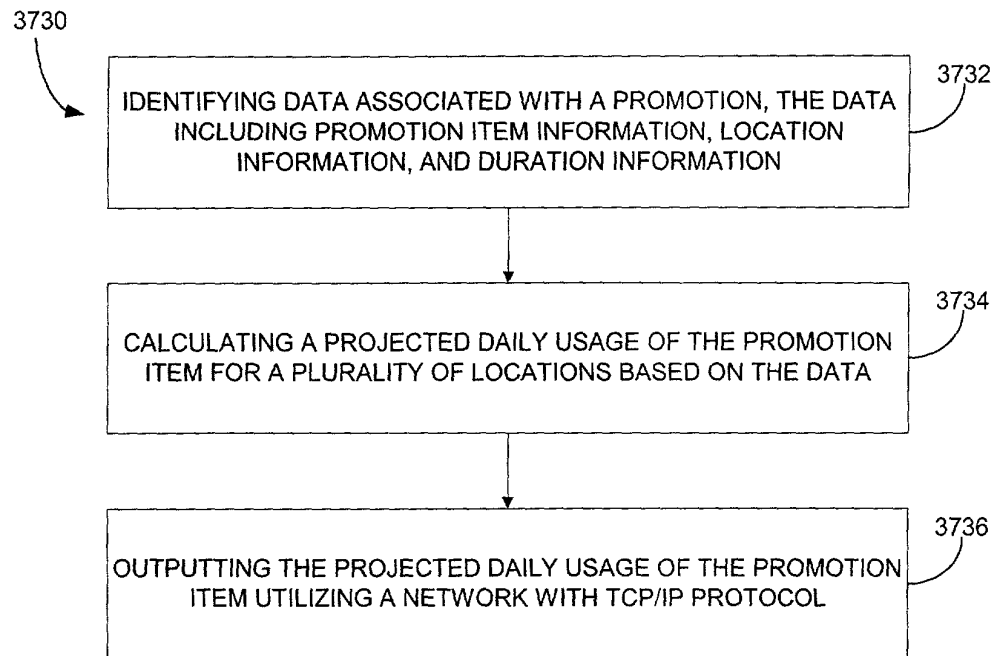 3730
3732
IDENTIFYING DATA ASSOCIATED WITH A PROMOTION, THE DATA
INCLUDING PROMOTION ITEM INFORMATION, LOCATION
INFORMATION, AND DURATION INFORMATION
3734
CALCULATING A PROJECTED DAILY USAGE OF THE PROMOTION
ITEM FOR A PLURALITY OF LOCATIONS BASED ON THE DATA
3736
OUTPUTTING THE PROJECTED DAILY USAGE OF THE PROMOTION
ITEM UTILIZING A NETWORK WITH TCP/IP PROTOCOL